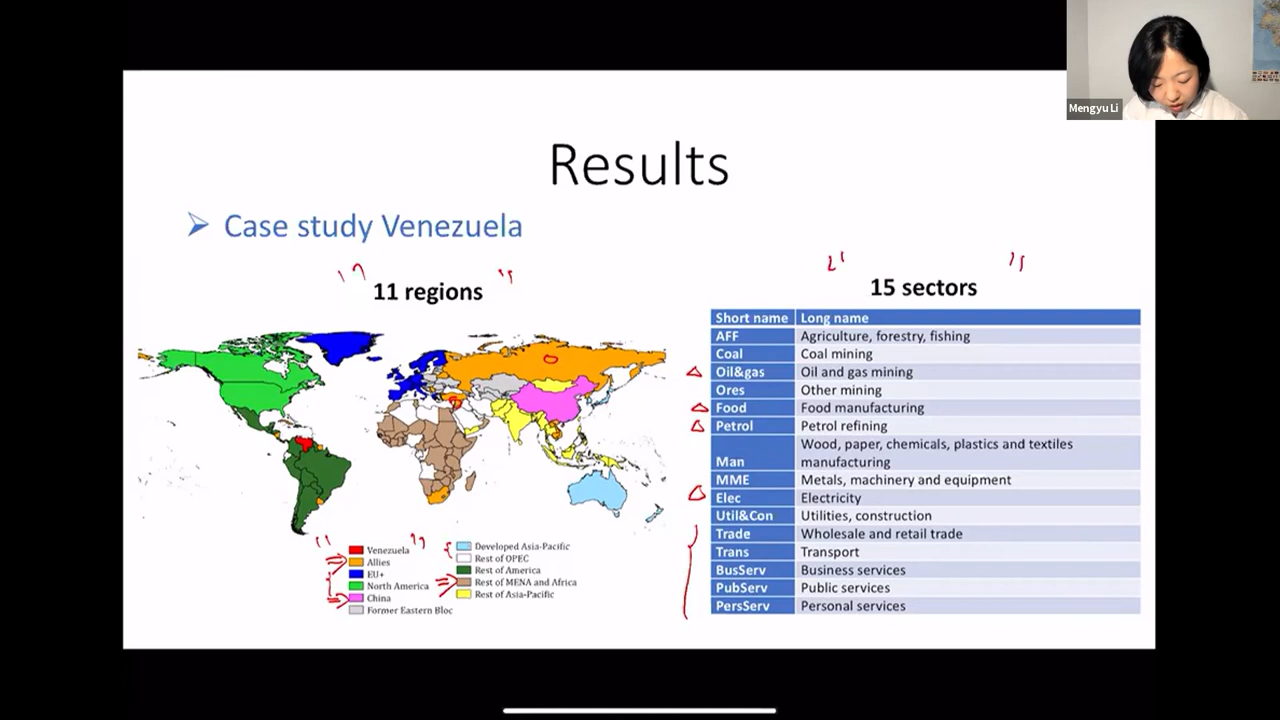 Mengyu Li
Results
Case study Venezuela
11 regions
15 sectors
Short name Long name
AFF Agriculture, forestry, fishing
Coal Coal mining
Oil&gas Oil and gas mining
Ores Other mining
Food Food manufacturing
Petrol Petrol refining
Man Wood, paper, chemicals, plastics and textiles
manufacturing
MME Metals, machinery and equipment
Elec Electricity
Util&Con Utilities, construction
Trade Wholesale and retail trade
Trans Transport
BusServ Business services
PubServ Public services
PersServ Personal services
Venezuela
Allies
EU+
North America
China
Former Eastern Bloc
Developed Asia-Pacific
Rest of OPEC
Rest of America
Rest of MENA and Africa
Rest of Asia-Pacific